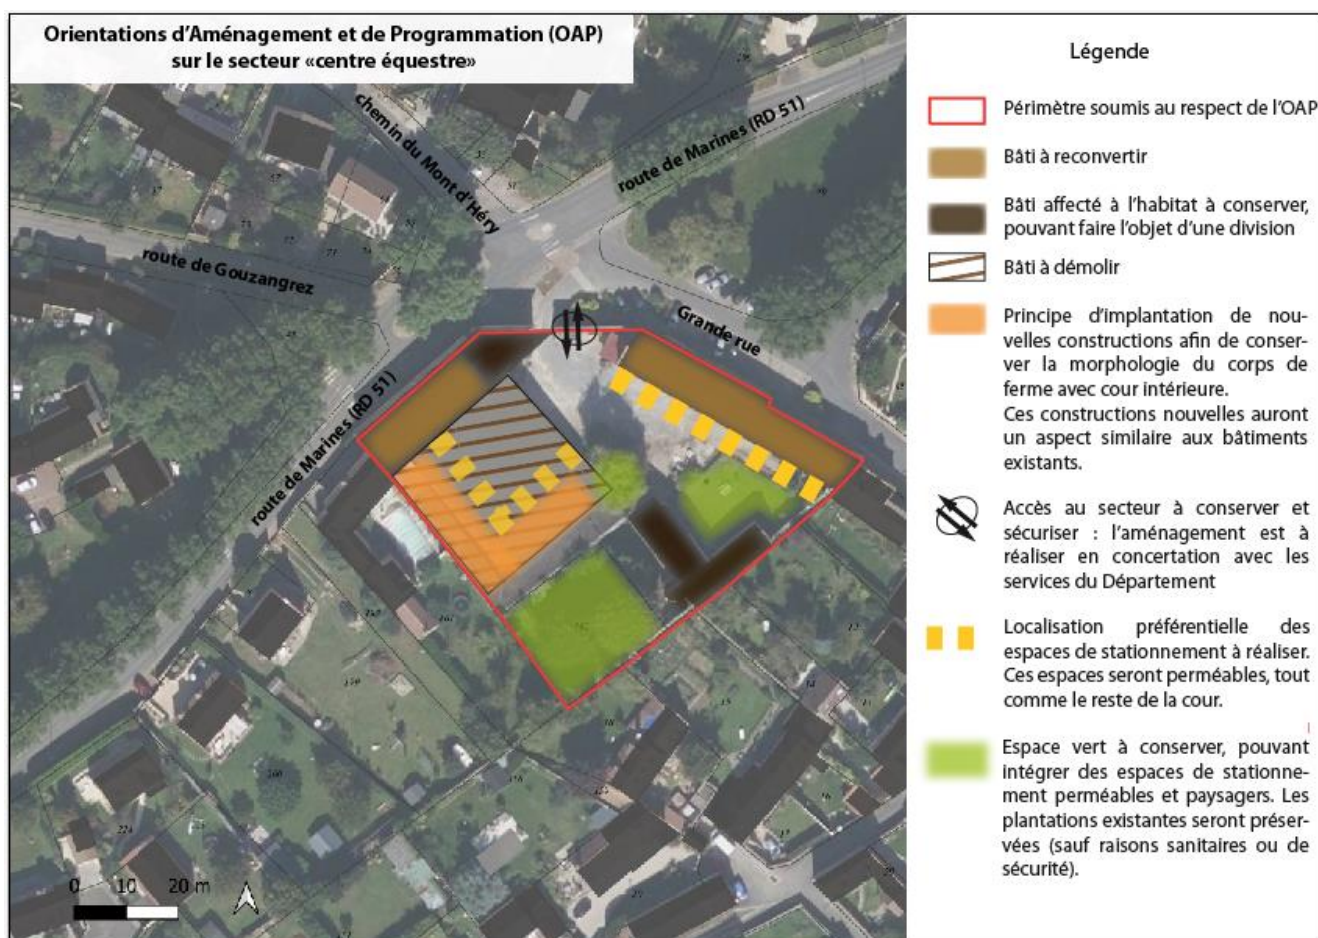 Orientations d'Aménagement et de Programmation (OAP)
sur le secteur «centre équestre»
chemin du Mont d'Héry
route de Marines (RD 51)
route de Gouzangrez
Grande rue
route de Marines (RD 51)
0 10 20 m
Légende
Périmètre soumis au respect de l'OAP
Bâti à reconvertir
Bâti affecté à l'habitat à conserver,
pouvant faire l'objet d'une division
Bâti à démolir
Principe d'implantation de nou-
velles constructions afin de conser-
ver la morphologie du corps de
ferme avec cour intérieure.
Ces constructions nouvelles auront
un aspect similaire aux bâtiments
existants.
Accès au secteur à conserver et
sécuriser : l'aménagement est à
réaliser en concertation avec les
services du Département
Localisation préférentielle des
espaces de stationnement à réaliser.
Ces espaces seront perméables, tout
comme le reste de la cour.
Espace vert à conserver, pouvant
intégrer des espaces de stationne-
ment perméables et paysagers. Les
plantations existantes seront préser-
vées (sauf raisons sanitaires ou de
sécurité).